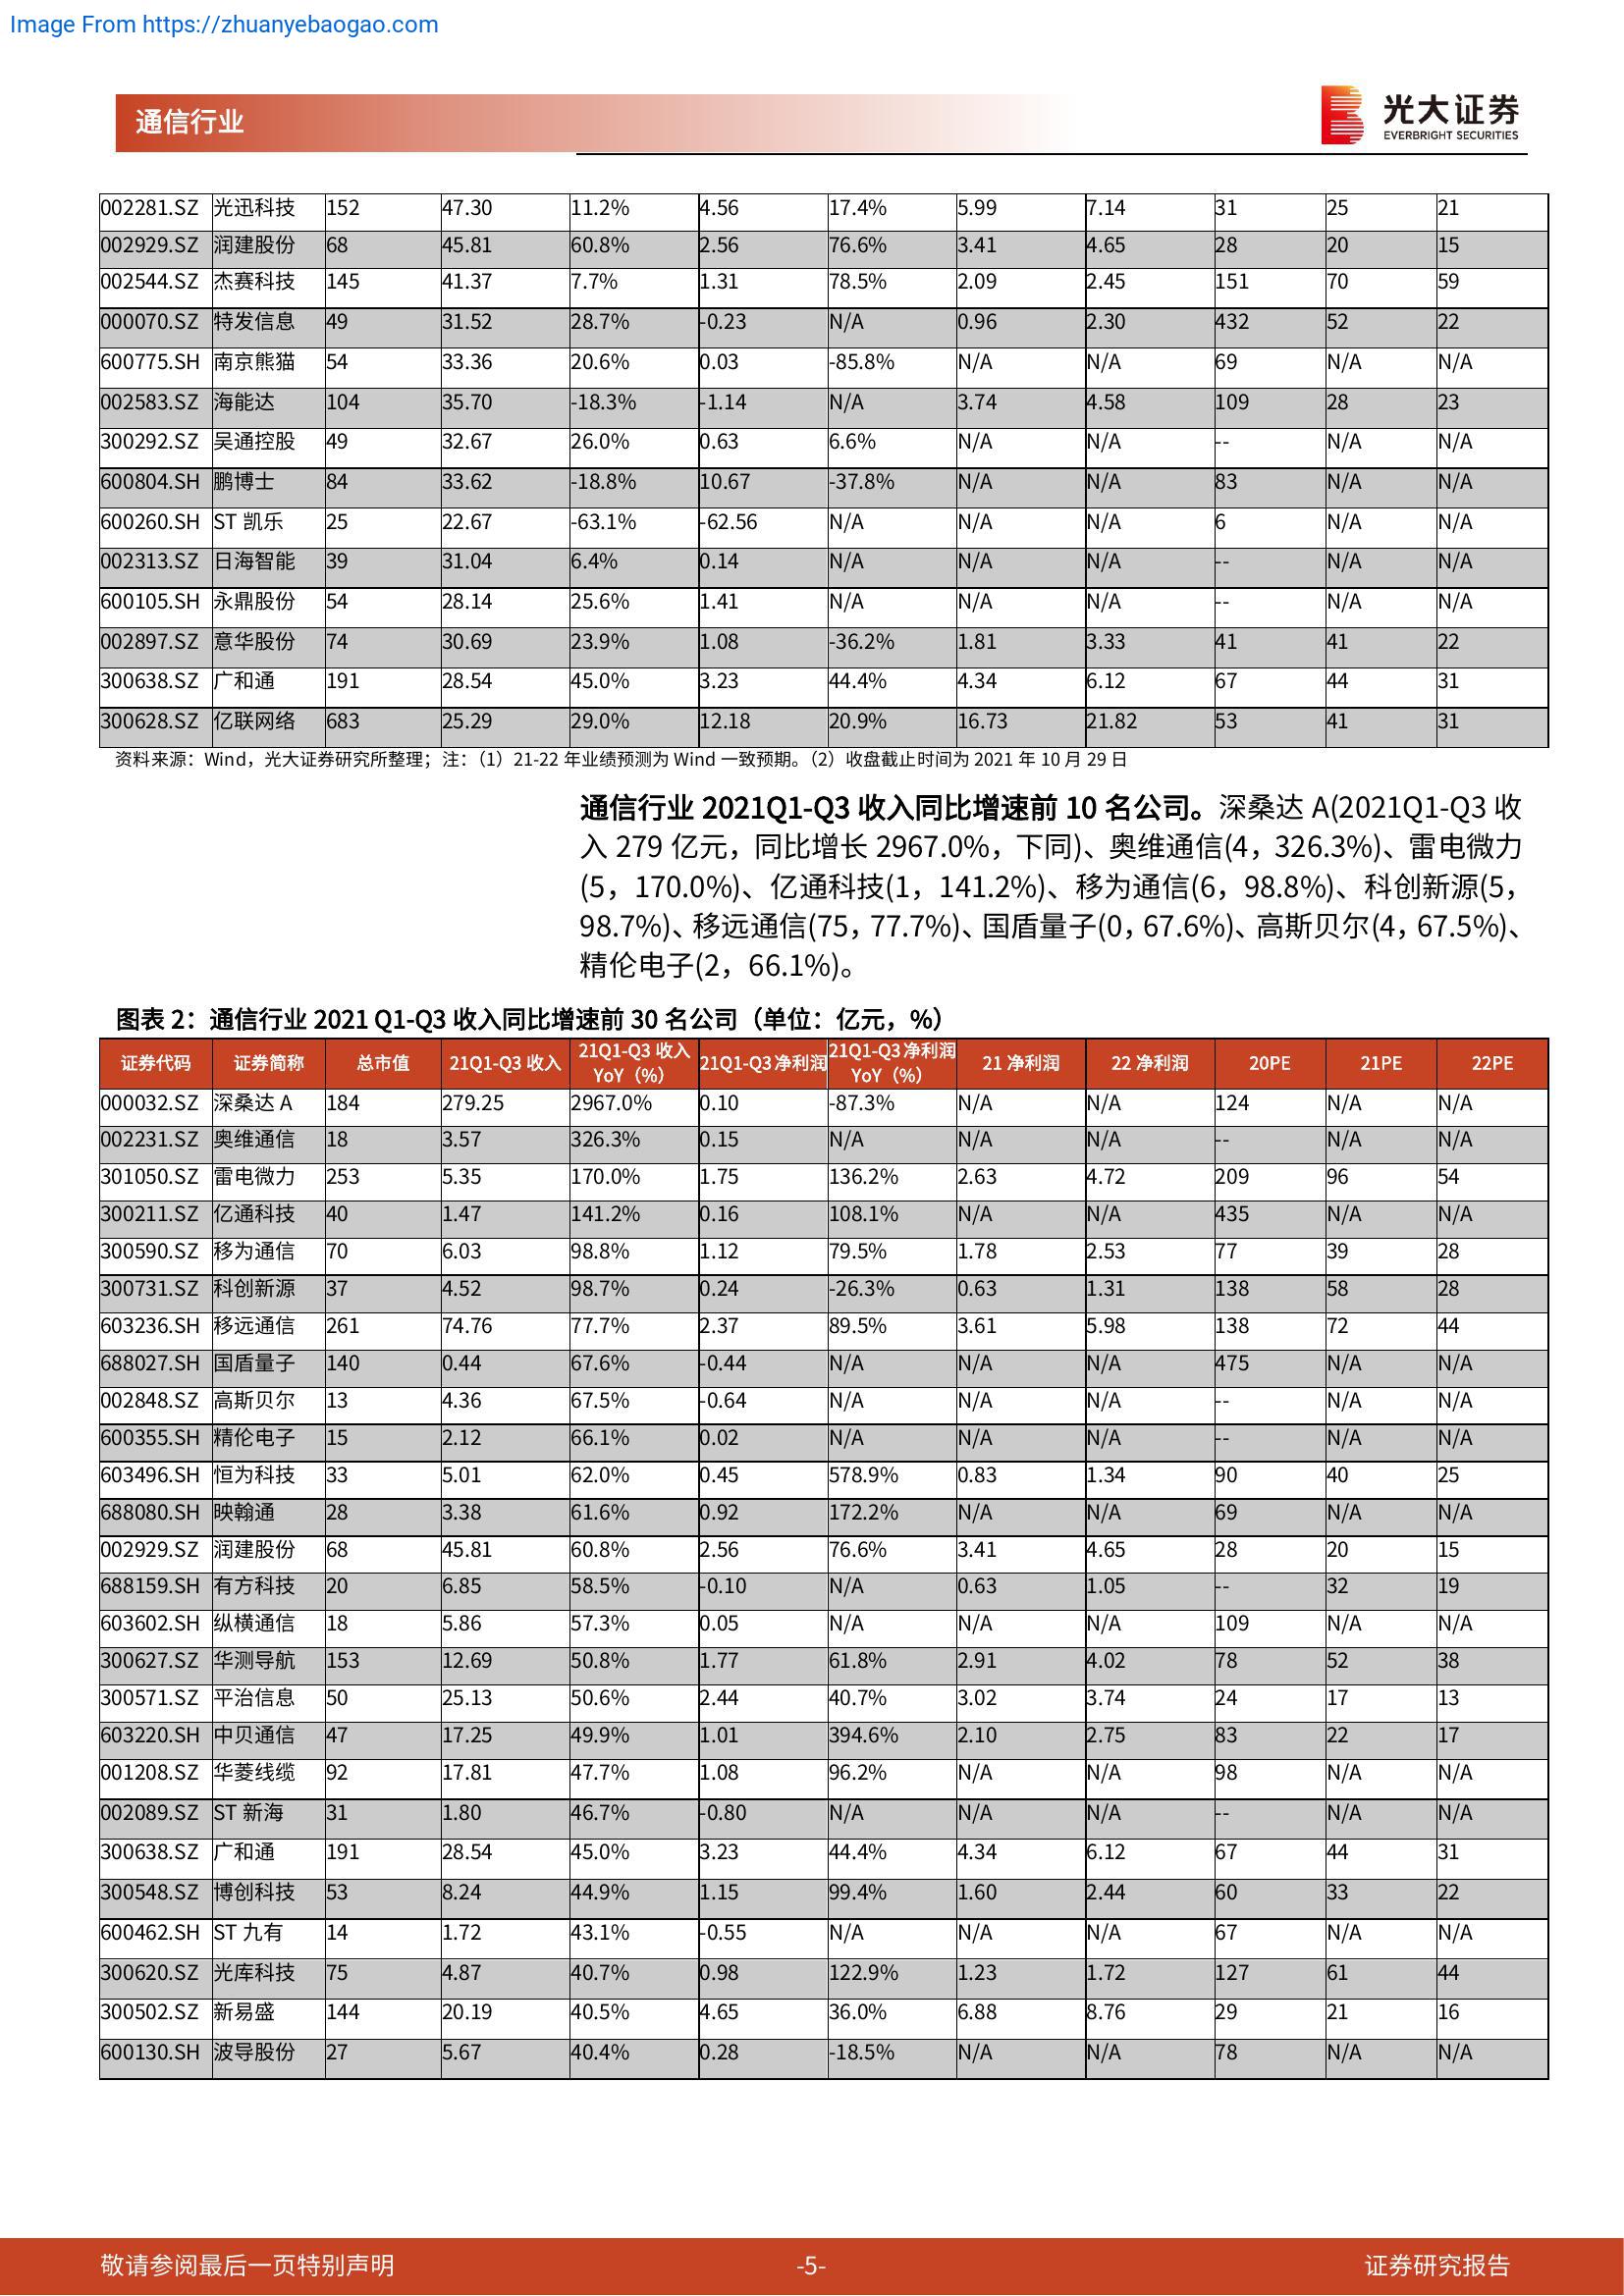 Image From https://zhuanyebaogao.com
通信行业
光大证券
EVERBRIGHT SECURITIES
002281.SZ 光迅科技 152 47.30 11.2% 4.56 17.4% 5.99 7.14 31 25 21
002929.SZ 润建股份 68 45.81 60.8% 2.56 76.6% 3.41 4.65 28 20 15
002544.SZ 杰赛科技 145 41.37 7.7% 1.31 78.5% 2.09 2.45 151 70 59
000070.SZ 特发信息 49 31.52 28.7% -0.23 N/A 0.96 2.30 432 52 22
600775.SH 南京熊猫 54 33.36 20.6% 0.03 -85.8% N/A N/A 69 N/A N/A
002583.SZ 海能达 104 35.70 -18.3% -1.14 N/A 3.74 4.58 109 28 23
300292.SZ 吴通控股 49 32.67 26.0% 0.63 6.6% N/A N/A -- N/A N/A
600804.SH 鹏博士 84 33.62 -18.8% 10.67 -37.8% N/A N/A 83 N/A N/A
600260.SH ST 凯乐 25 22.67 -63.1% -62.56 N/A N/A N/A 6 N/A N/A
002313.SZ 日海智能 39 31.04 6.4% 0.14 N/A N/A N/A -- N/A N/A
600105.SH 永鼎股份 54 28.14 25.6% 1.41 N/A N/A N/A -- N/A N/A
002897.SZ 意华股份 74 30.69 23.9% 1.08 -36.2% 1.81 3.33 41 41 22
300638.SZ 广和通 191 28.54 45.0% 3.23 44.4% 4.34 6.12 67 44 31
300628.SZ 亿联网络 683 25.29 29.0% 12.18 20.9% 16.73 21.82 53 41 31
资料来源：Wind，光大证券研究所整理；注：（1）21-22 年业绩预测为 Wind 一致预期。（2）收盘截止时间为 2021 年 10 月 29 日
通信行业 2021Q1-Q3 收入同比增速前 10 名公司。深桑达 A(2021Q1-Q3 收
入 279 亿元，同比增长 2967.0%，下同)、奥维通信(4，326.3%)、雷电微力
(5，170.0%)、亿通科技(1，141.2%)、移为通信(6，98.8%)、科创新源(5，
98.7%)、移远通信(75，77.7%)、国盾量子(0，67.6%)、高斯贝尔(4，67.5%)、
精伦电子(2，66.1%)。
图表 2：通信行业 2021 Q1-Q3 收入同比增速前 30 名公司（单位：亿元，%）
证券代码 证券简称 总市值 21Q1-Q3 收入 21Q1-Q3 收入 YoY（%） 21Q1-Q3 净利润 21Q1-Q3 净利润 YoY（%） 21 净利润 22 净利润 20PE 21PE 22PE
000032.SZ 深桑达 A 184 279.25 2967.0% 0.10 -87.3% N/A N/A 124 N/A N/A
002231.SZ 奥维通信 18 3.57 326.3% 0.15 N/A N/A N/A -- N/A N/A
301050.SZ 雷电微力 253 5.35 170.0% 1.75 136.2% 2.63 4.72 209 96 54
300211.SZ 亿通科技 40 1.47 141.2% 0.16 108.1% N/A N/A 435 N/A N/A
300590.SZ 移为通信 70 6.03 98.8% 1.12 79.5% 1.78 2.53 77 39 28
300731.SZ 科创新源 37 4.52 98.7% 0.24 -26.3% 0.63 1.31 138 58 28
603236.SH 移远通信 261 74.76 77.7% 2.37 89.5% 3.61 5.98 138 72 44
688027.SH 国盾量子 140 0.44 67.6% -0.44 N/A N/A N/A 475 N/A N/A
002848.SZ 高斯贝尔 13 4.36 67.5% -0.64 N/A N/A N/A -- N/A N/A
600355.SH 精伦电子 15 2.12 66.1% 0.02 N/A N/A N/A -- N/A N/A
603496.SH 恒为科技 33 5.01 62.0% 0.45 578.9% 0.83 1.34 90 40 25
688080.SH 映翰通 28 3.38 61.6% 0.92 172.2% N/A N/A 69 N/A N/A
002929.SZ 润建股份 68 45.81 60.8% 2.56 76.6% 3.41 4.65 28 20 15
688159.SH 有方科技 20 6.85 58.5% -0.10 N/A 0.63 1.05 -- 32 19
603602.SH 纵横通信 18 5.86 57.3% 0.05 N/A N/A N/A 109 N/A N/A
300627.SZ 华测导航 153 12.69 50.8% 1.77 61.8% 2.91 4.02 78 52 38
300571.SZ 平治信息 50 25.13 50.6% 2.44 40.7% 3.02 3.74 24 17 13
603220.SH 中贝通信 47 17.25 49.9% 1.01 394.6% 2.10 2.75 83 22 17
001208.SZ 华菱线缆 92 17.81 47.7% 1.08 96.2% N/A N/A 98 N/A N/A
002089.SZ ST 新海 31 1.80 46.7% -0.80 N/A N/A N/A -- N/A N/A
300638.SZ 广和通 191 28.54 45.0% 3.23 44.4% 4.34 6.12 67 44 31
300548.SZ 博创科技 53 8.24 44.9% 1.15 99.4% 1.60 2.44 60 33 22
600462.SH ST 九有 14 1.72 43.1% -0.55 N/A N/A N/A 67 N/A N/A
300620.SZ 光库科技 75 4.87 40.7% 0.98 122.9% 1.23 1.72 127 61 44
300502.SZ 新易盛 144 20.19 40.5% 4.65 36.0% 6.88 8.76 29 21 16
600130.SH 波导股份 27 5.67 40.4% 0.28 -18.5% N/A N/A 78 N/A N/A
敬请参阅最后一页特别声明 -5- 证券研究报告